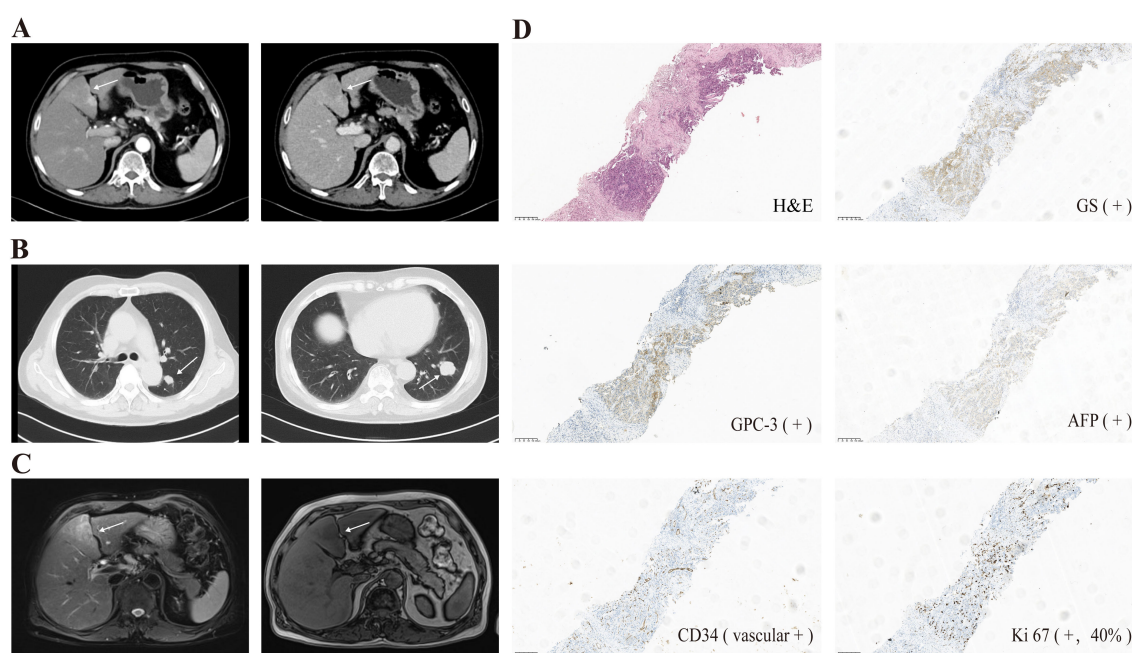 A
D
H&E
GS ( + )
B
GPC-3 ( + )
AFP ( + )
C
CD34 ( vascular + )
Ki 67 ( +, 40% )